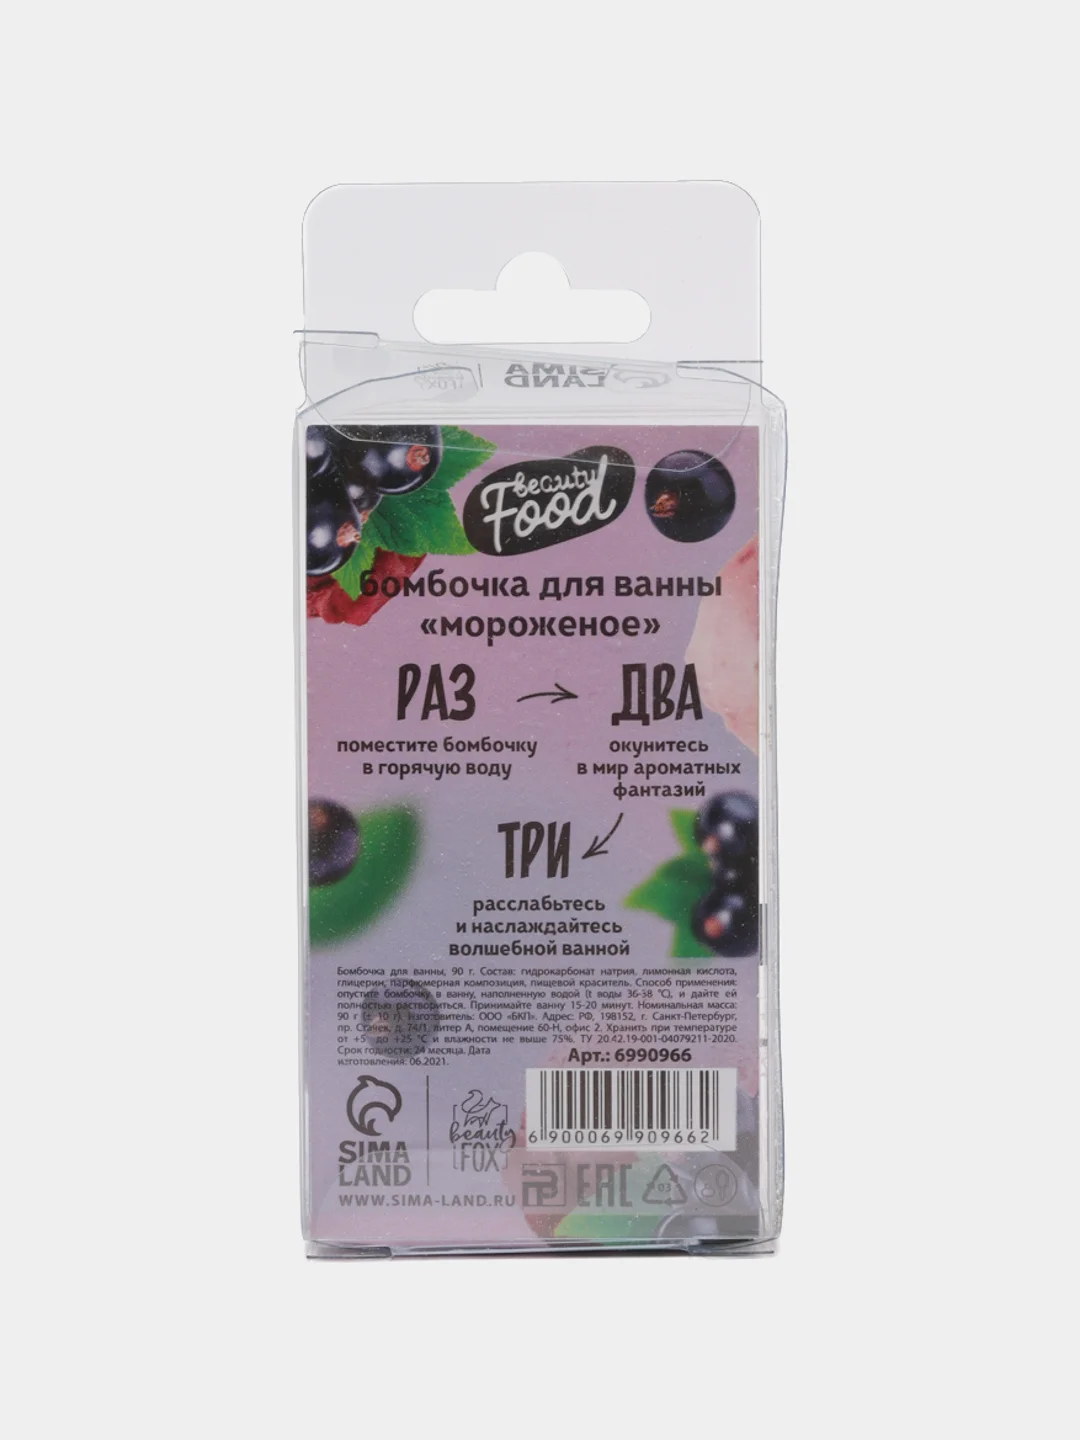 SIMA
LAND
beauty
Food
бомбочка для ванны
«мороженое»
РАЗ
ДВА
поместите бомбочку
в горячую воду
окунитесь
в мир ароматных
фантазий
ТРИ
расслабьтесь
и наслаждайтесь
волшебной ванной
Бомбочка для ванны, 90 г. Состав: гидрокарбонат натрия, лимонная кислота,
глицерин, парфюмерная композиция, пищевой краситель. Способ применения:
опустите бомбочку в ванну, наполненную водой (t воды 36-38 °С), и дайте ей
полностью раствориться. Принимайте ванну 15-20 минут. Номинальная масса:
90 г (± 10 г). Изготовитель: ООО «БКП». Адрес: РФ, 198152, г. Санкт-Петербург,
пр. Стачек, д. 74/1, литер А, помещение 60-Н, офис 2. Хранить при температуре
от +5 до +25 °С и влажности не выше 75%. ТУ 20.42.19-001-04079211-2020.
Срок годности: 24 месяца. Дата
изготовления: 06.2021.
Арт.: 6990966
6 900069 909662
SIMA
LAND
beauty
FOX
WWW.SIMA-LAND.RU
EAC
03